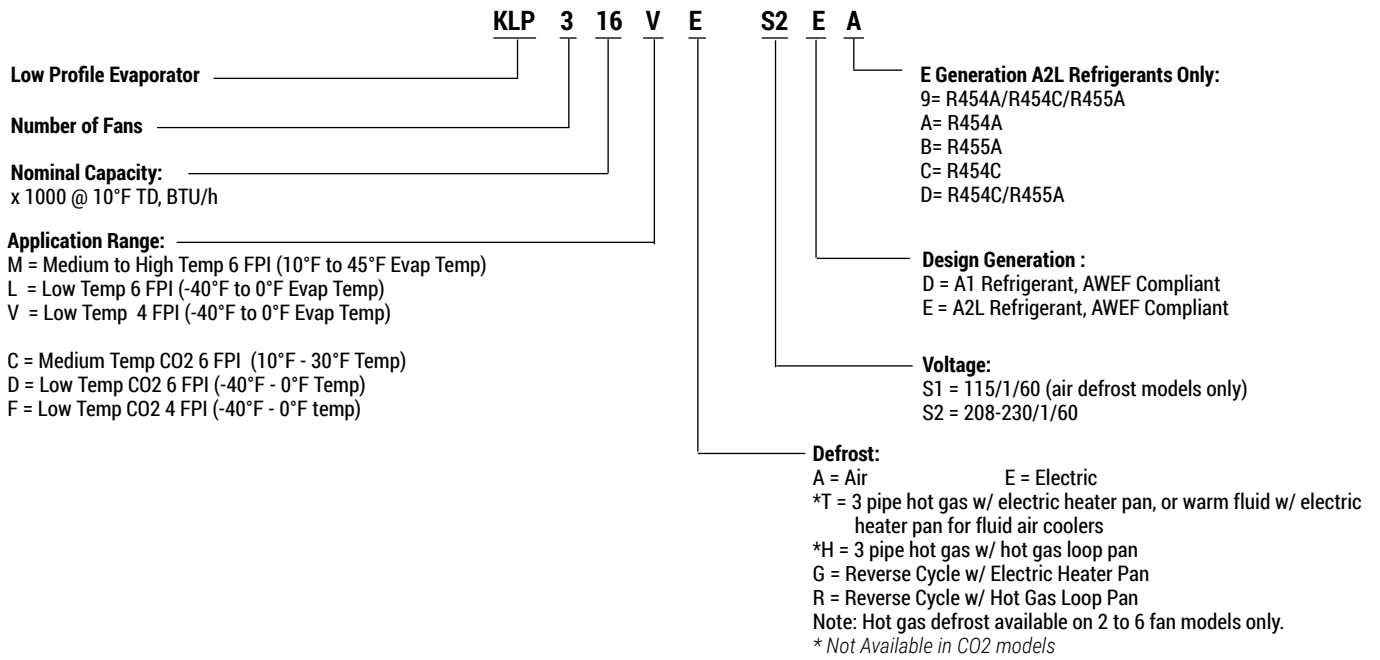 KLP 3 16 V E S2 E A
Low Profile Evaporator
Number of Fans
Nominal Capacity:
x 1000 @ 10°F TD, BTU/h
Application Range:
M = Medium to High Temp 6 FPI (10°F to 45°F Evap Temp)
L = Low Temp 6 FPI (-40°F to 0°F Evap Temp)
V = Low Temp 4 FPI (-40°F to 0°F Evap Temp)
C = Medium Temp CO2 6 FPI (10°F - 30°F Temp)
D = Low Temp CO2 6 FPI (-40°F - 0°F Temp)
F = Low Temp CO2 4 FPI (-40°F - 0°F temp)
E Generation A2L Refrigerants Only:
9= R454A/R454C/R455A
A= R454A
B= R455A
C= R454C
D= R454C/R455A
Design Generation :
D = A1 Refrigerant, AWEF Compliant
E = A2L Refrigerant, AWEF Compliant
Voltage:
S1 = 115/1/60 (air defrost models only)
S2 = 208-230/1/60
Defrost:
A = Air E = Electric
*T = 3 pipe hot gas w/ electric heater pan, or warm fluid w/ electric
heater pan for fluid air coolers
*H = 3 pipe hot gas w/ hot gas loop pan
G = Reverse Cycle w/ Electric Heater Pan
R = Reverse Cycle w/ Hot Gas Loop Pan
Note: Hot gas defrost available on 2 to 6 fan models only.
* Not Available in CO2 models